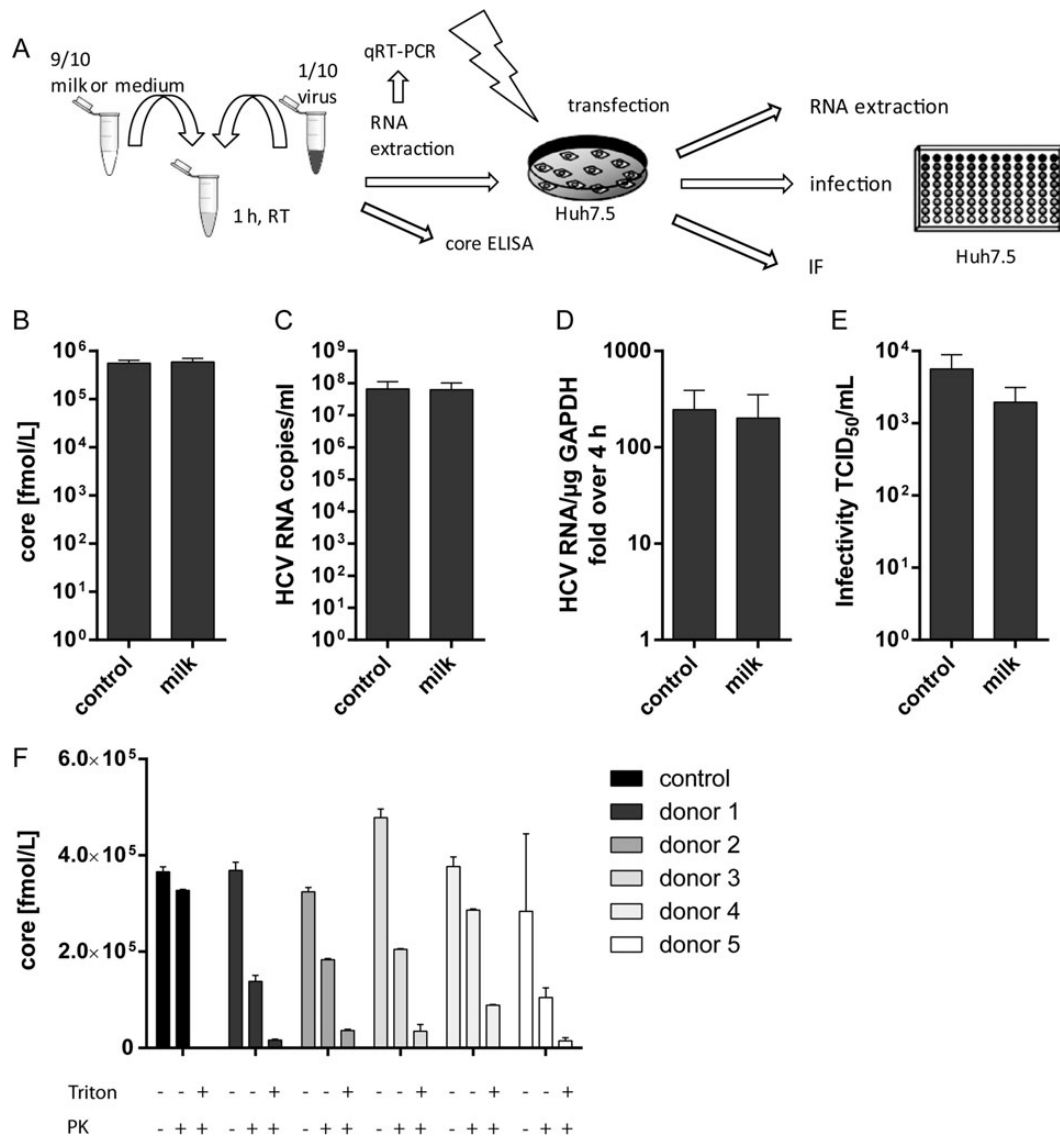 A
9/10
milk or medium
1/10
virus
1 h, RT
qRT-PCR
RNA
extraction
core ELISA
transfection
Huh7.5
RNA extraction
infection
IF
Huh7.5
B
core [fmol/L]
10⁶
10⁵
10⁴
10³
10²
10¹
10⁰
control
milk
C
HCV RNA copies/ml
10⁹
10⁸
10⁷
10⁶
10⁵
10⁴
10³
10²
10¹
10⁰
control
milk
D
HCV RNA/µg GAPDH
fold over 4 h
1000
100
10
1
control
milk
E
Infectivity TCID₅₀/mL
10⁴
10³
10²
10¹
10⁰
control
milk
F
core [fmol/L]
6.0×10⁵
4.0×10⁵
2.0×10⁵
0
control
donor 1
donor 2
donor 3
donor 4
donor 5
Triton - - + - - + - - + - - + - - + - - +
PK - + + - + + - + + - + + - + + - + +